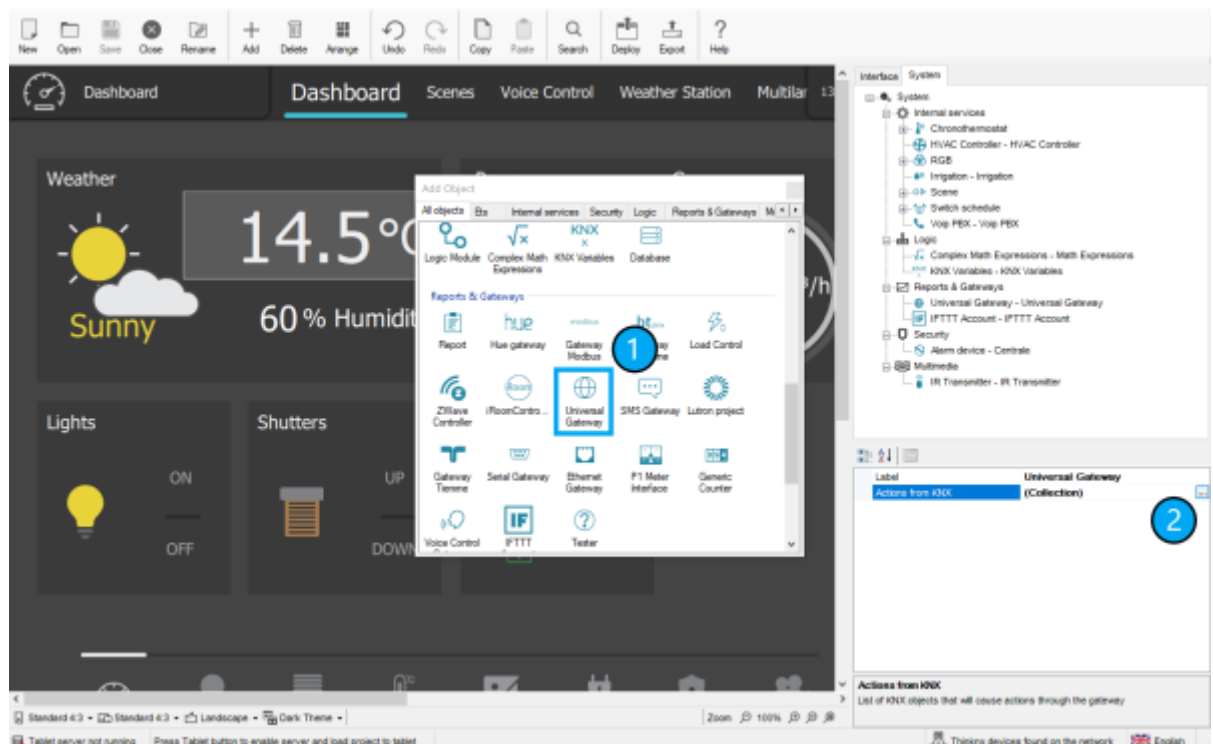 New Open Save Close Rename Add Delete Arrange Undo Redo Copy Paste Search Deploy Export Help
Dashboard
Dashboard Scenes Voice Control Weather Station Multilar 13
Weather
14.5°C
Sunny
60 % Humidit
/h
Lights
ON
OFF
Shutters
UP
DOWN
Add Object
All objects Ets Internal services Security Logic Reports & Gateways
Logic Module Complex Math Expressions KNX Variables Database
KNX
Reports & Gateways
Report Hue gateway Gateway Modbus Load Control
hue
1
ZWave Controller iRoomContro... Universal Gateway SMS Gateway Lutron project
Gateway Tiemme Serial Gateway Ethernet Gateway P1 Meter Interface Generic Counter
IF
Voice Control IFTTT Tester
Interface System
System
Internal services
Chronothermostat
HVAC Controller - HVAC Controller
RGB
Irrigation - Irrigation
Scene
Switch schedule
Voip PBX - Voip PBX
Logic
Complex Math Expressions - Math Expressions
KNX Variables - KNX Variables
Reports & Gateways
Universal Gateway - Universal Gateway
IFTTT Account - IFTTT Account
Security
Alarm device - Centrale
Multimedia
IR Transmitter - IR Transmitter
Label Universal Gateway
Actions from KNX (Collection)
2
Actions from KNX
List of KNX objects that will cause actions through the gateway
Standard 4:3 Standard 4:3 Landscape Dark Theme Zoom 100%
Tablet server not running Press Tablet button to enable server and load project to tablet Thinknx devices found on the network English